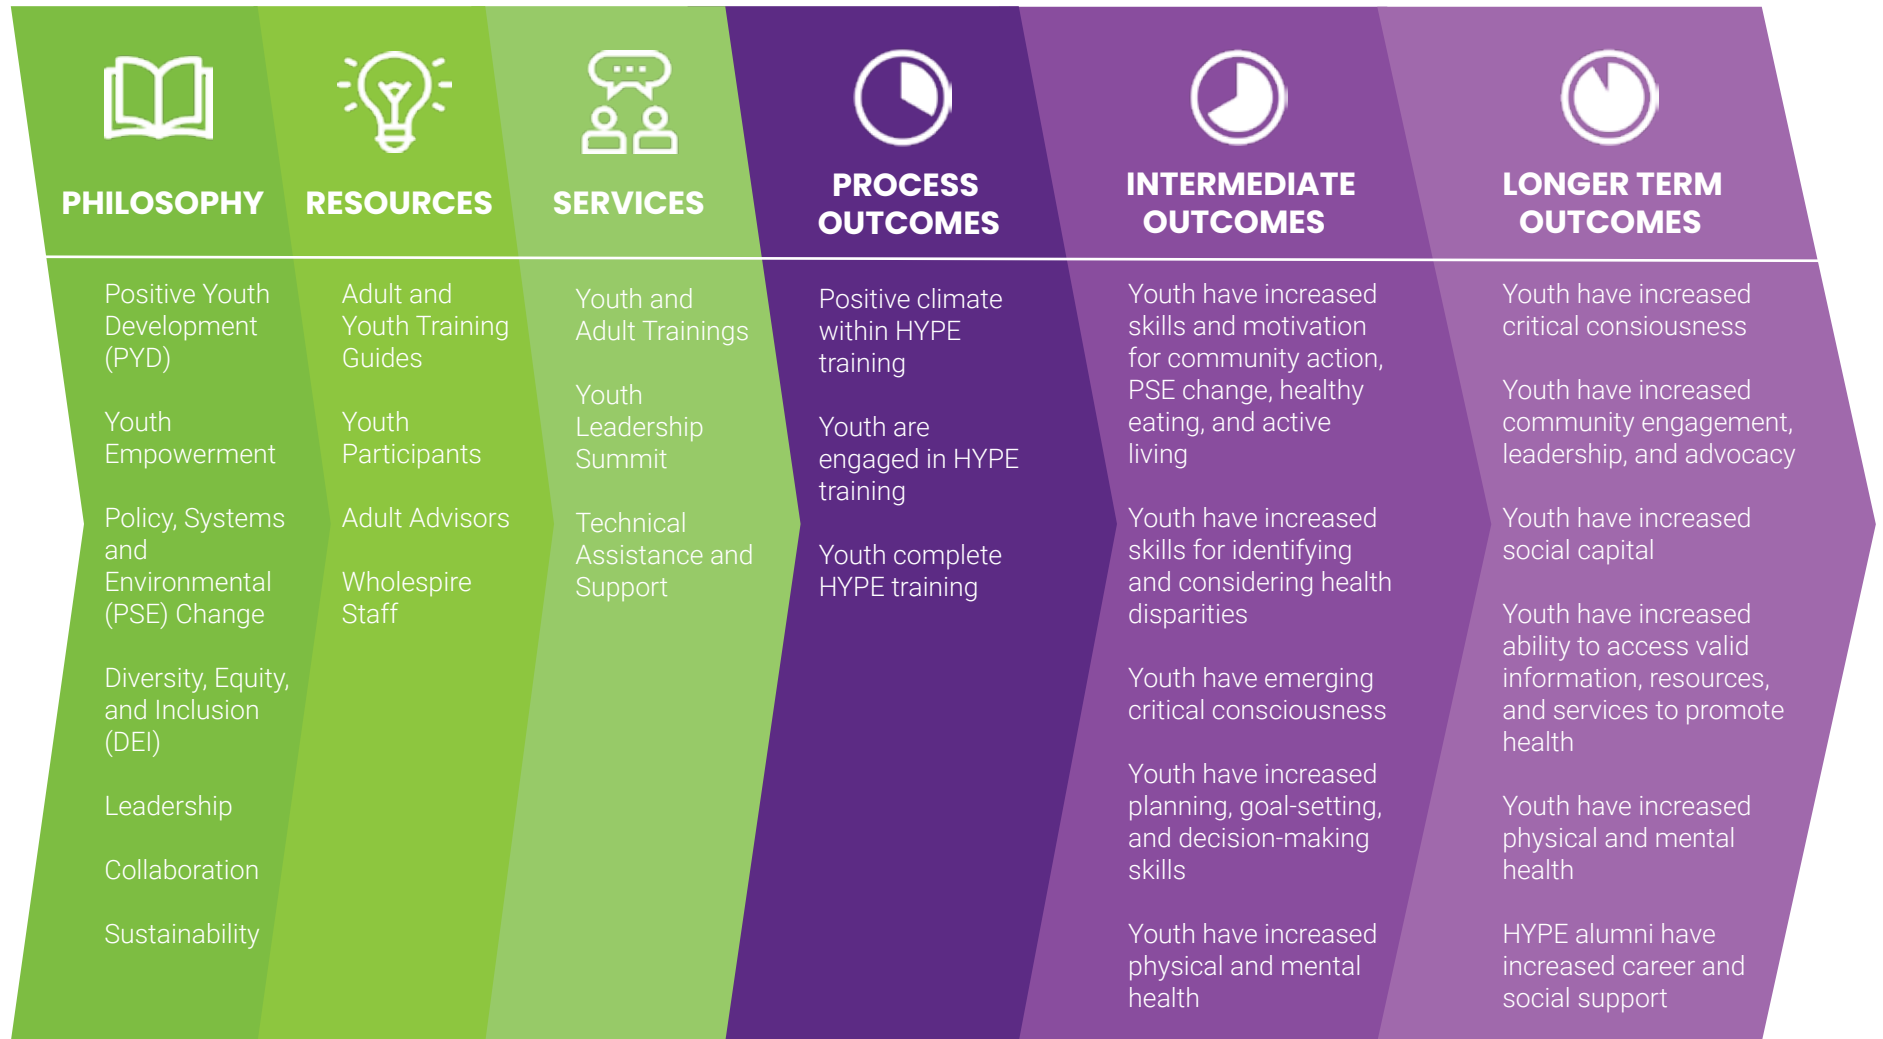 PHILOSOPHY
Positive Youth
Development
(PYD)
Youth
Empowerment
Policy, Systems
and
Environmental
(PSE) Change
Diversity, Equity,
and Inclusion
(DEI)
Leadership
Collaboration
Sustainability
RESOURCES
Adult and
Youth Training
Guides
Youth
Participants
Adult Advisors
Wholespire
Staff
SERVICES
Youth and
Adult Trainings
Youth
Leadership
Summit
Technical
Assistance and
Support
PROCESS
OUTCOMES
Positive climate
within HYPE
training
Youth are
engaged in HYPE
training
Youth complete
HYPE training
INTERMEDIATE
OUTCOMES
Youth have increased
skills and motivation
for community action,
PSE change, healthy
eating, and active
living
Youth have increased
skills for identifying
and considering health
disparities
Youth have emerging
critical consciousness
Youth have increased
planning, goal-setting,
and decision-making
skills
Youth have increased
physical and mental
health
LONGER TERM
OUTCOMES
Youth have increased
critical consiousness
Youth have increased
community engagement,
leadership, and advocacy
Youth have increased
social capital
Youth have increased
ability to access valid
information, resources,
and services to promote
health
Youth have increased
physical and mental
health
HYPE alumni have
increased career and
social support